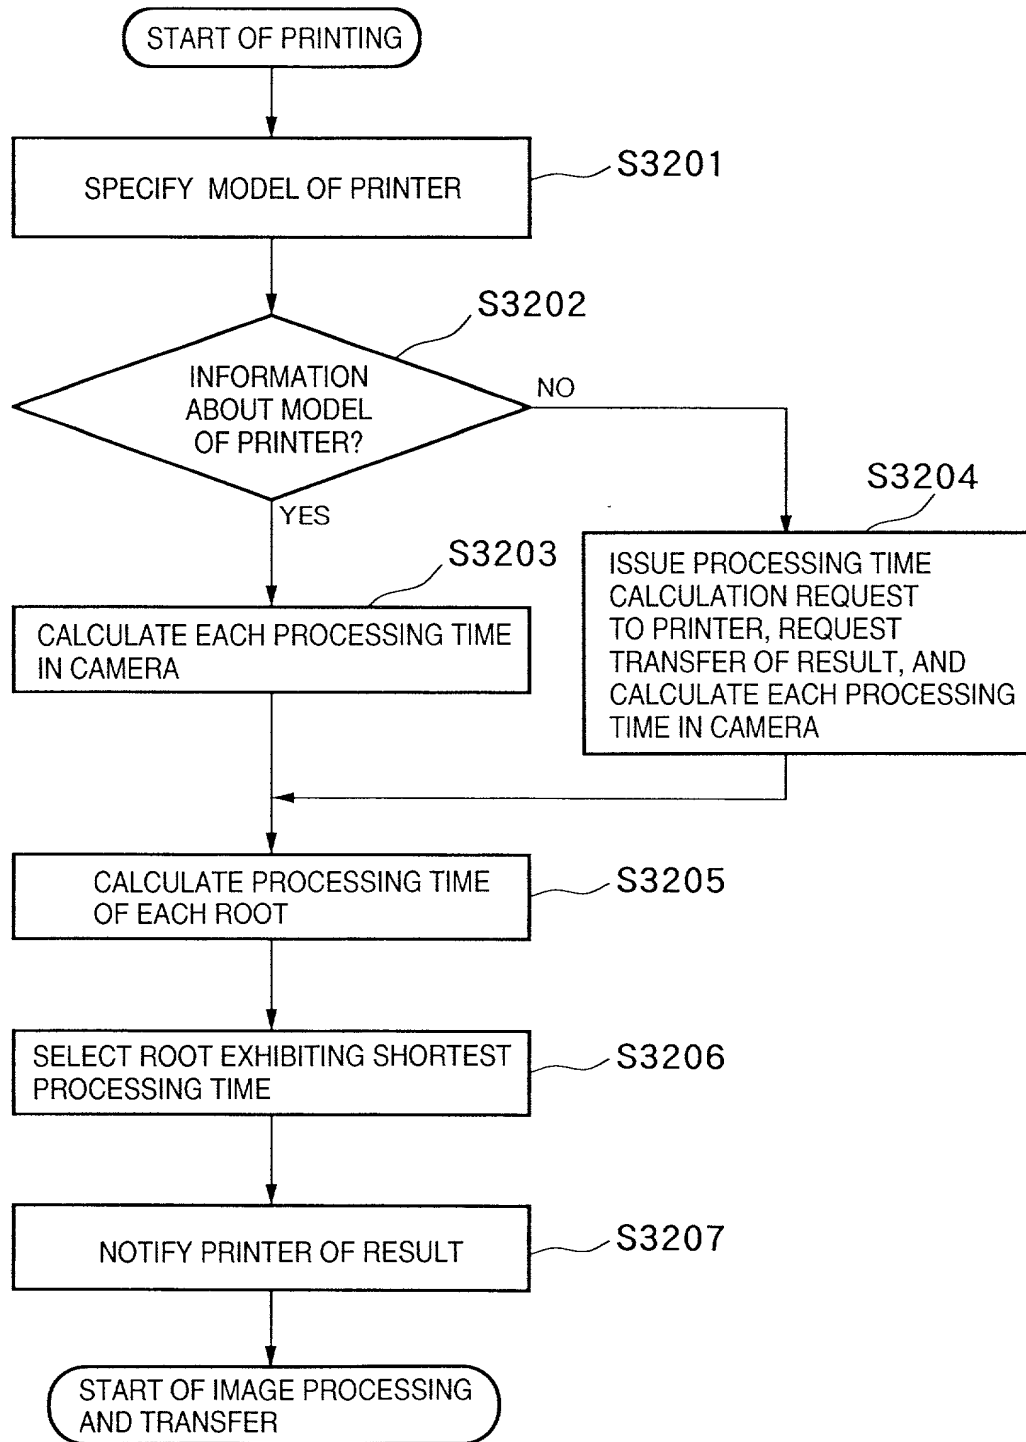 START OF PRINTING
SPECIFY MODEL OF PRINTER
S3201
S3202
INFORMATION
ABOUT MODEL
OF PRINTER?
NO
YES
S3203
CALCULATE EACH PROCESSING TIME
IN CAMERA
S3204
ISSUE PROCESSING TIME
CALCULATION REQUEST
TO PRINTER, REQUEST
TRANSFER OF RESULT, AND
CALCULATE EACH PROCESSING
TIME IN CAMERA
CALCULATE PROCESSING TIME
OF EACH ROOT
S3205
SELECT ROOT EXHIBITING SHORTEST
PROCESSING TIME
S3206
NOTIFY PRINTER OF RESULT
S3207
START OF IMAGE PROCESSING
AND TRANSFER